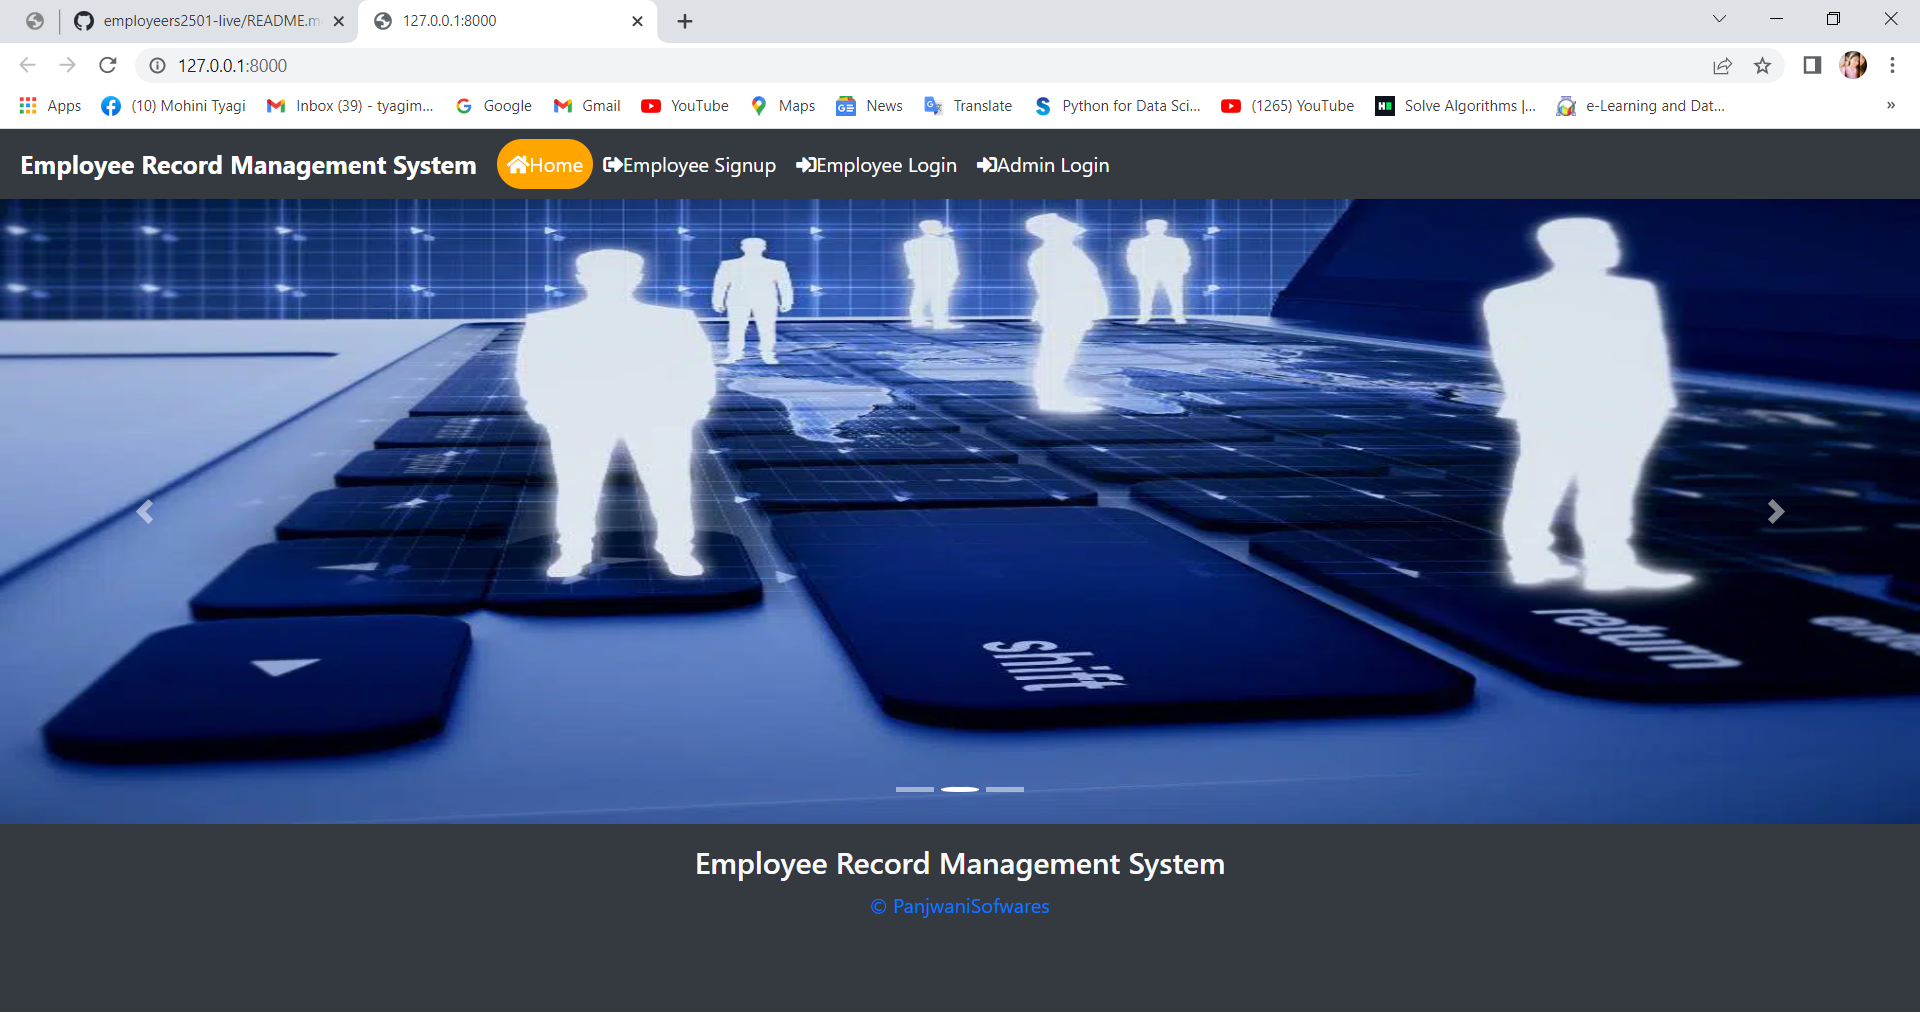 employeers2501-live/README.m
127.0.0.1:8000
127.0.0.1:8000
Apps
(10) Mohini Tyagi
Inbox (39) - tyagim...
Google
Gmail
YouTube
Maps
News
Translate
Python for Data Sci...
(1265) YouTube
Solve Algorithms |...
e-Learning and Dat...
»
Employee Record Management System
Home
Employee Signup
Employee Login
Admin Login
shift
return
Employee Record Management System
© PanjwaniSofwares